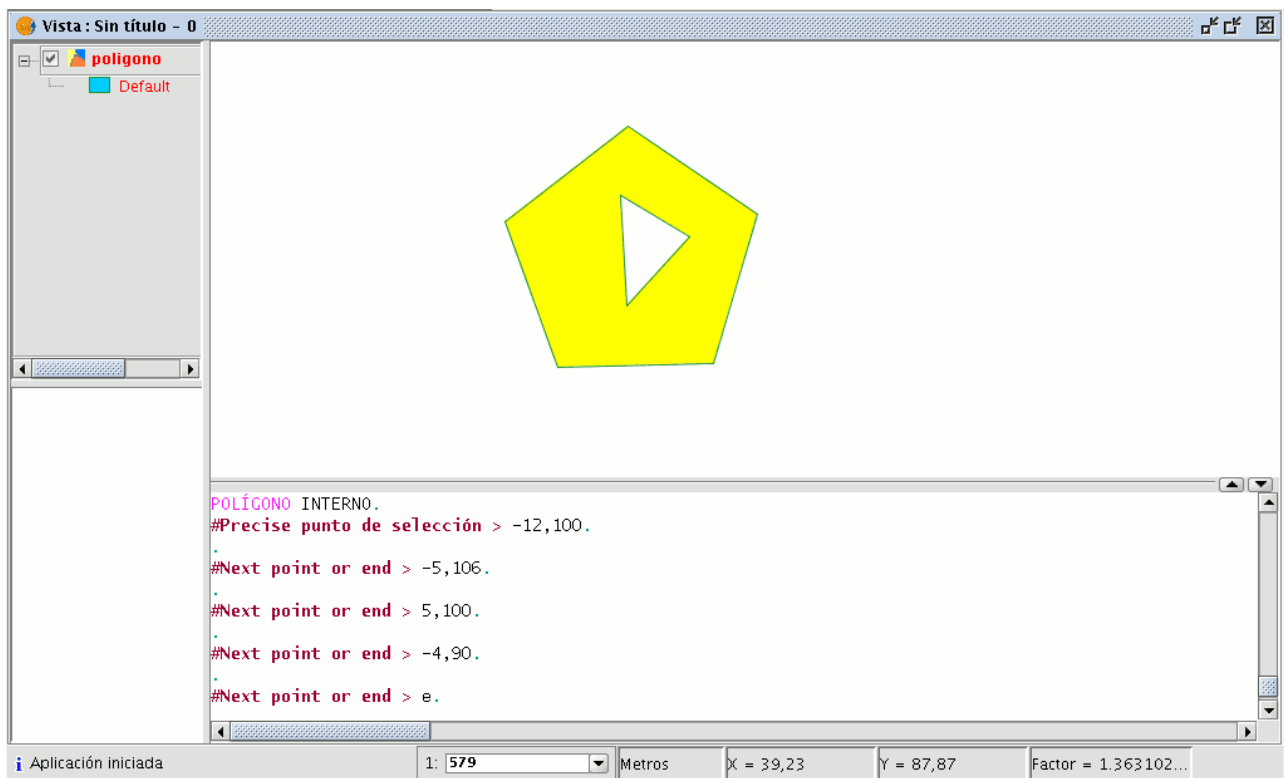 Vista : Sin título - 0
poligono
Default
POLÍGONO INTERNO.
#Precise punto de selección > -12,100.
.
#Next point or end > -5,106.
.
#Next point or end > 5,100.
.
#Next point or end > -4,90.
.
#Next point or end > e.
Aplicación iniciada
1: 579
Metros
X = 39,23
Y = 87,87
Factor = 1.363102...